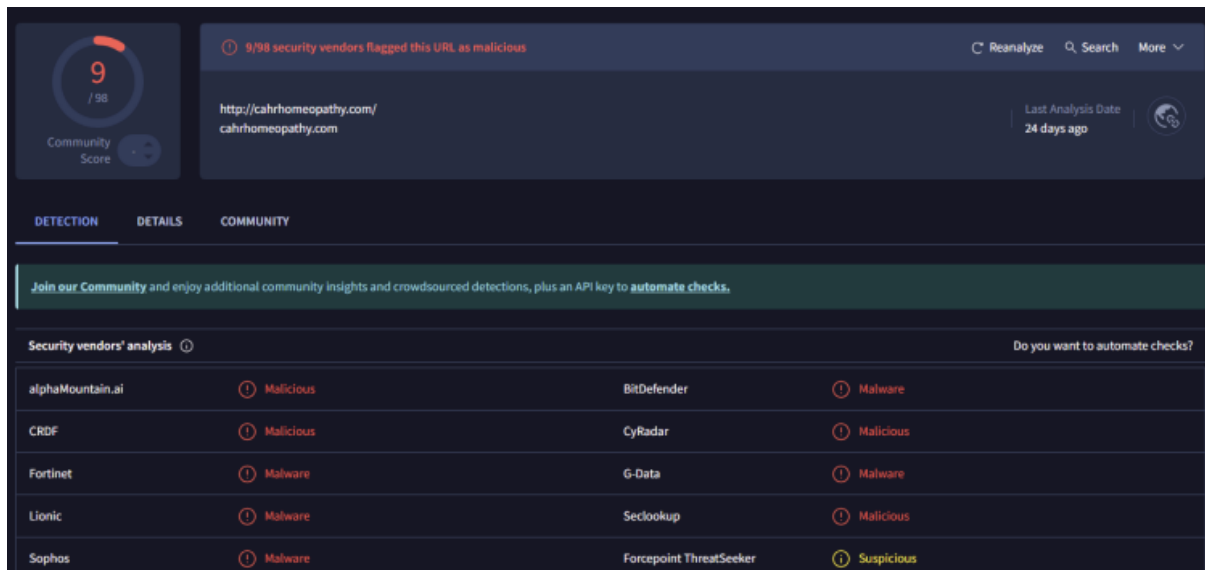 9
/ 98
Community
Score
9/98 security vendors flagged this URL as malicious
Reanalyze
Search
More
http://cahrhomeopathy.com/
cahrhomeopathy.com
Last Analysis Date
24 days ago
DETECTION DETAILS COMMUNITY
Join our Community and enjoy additional community insights and crowdsourced detections, plus an API key to automate checks.
Security vendors' analysis
Do you want to automate checks?
alphaMountain.ai Malicious BitDefender Malware
CRDF Malicious CyRadar Malicious
Fortinet Malware G-Data Malware
Lionic Malware Seclookup Malicious
Sophos Malware Forcepoint ThreatSeeker Suspicious